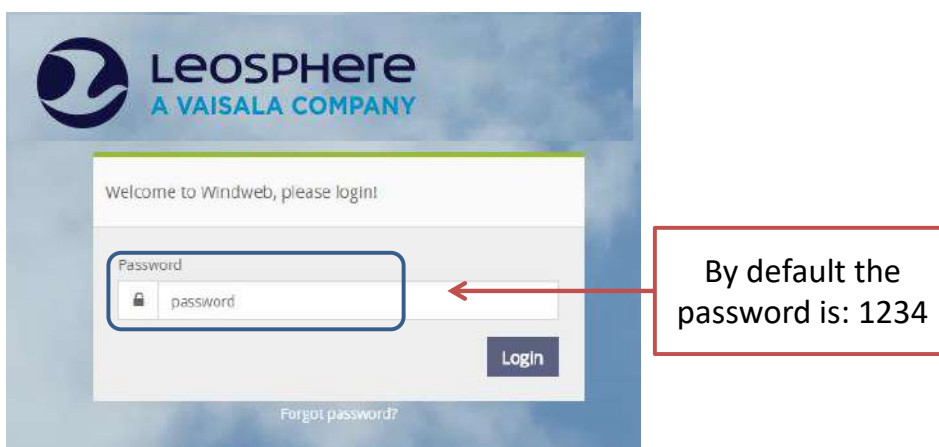 LEOSPHERE
A VAISALA COMPANY
Welcome to Windweb, please login!
Password
password
By default the
password is: 1234
Login
Forgot password?